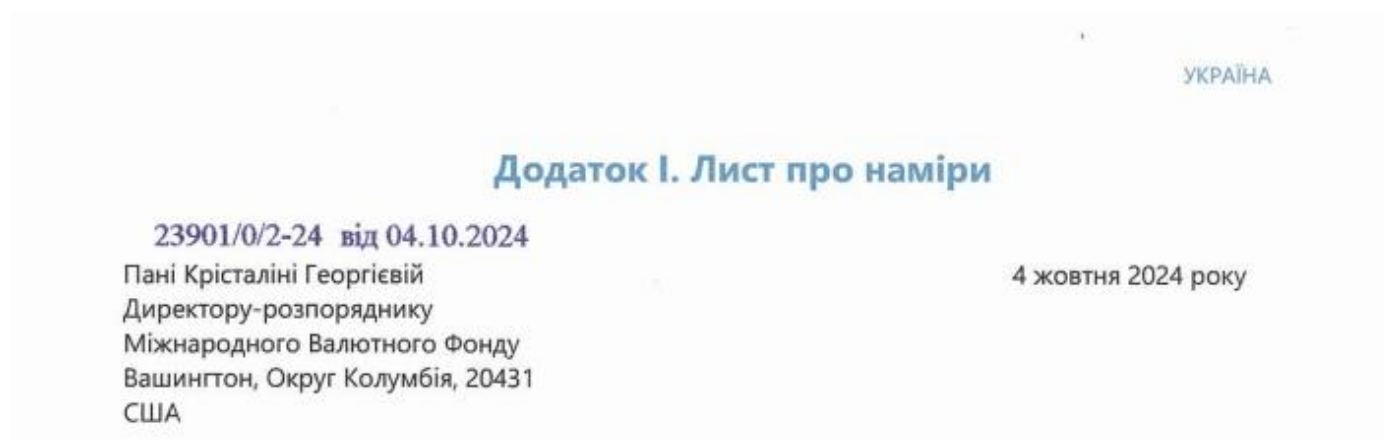 УКРАЇНА
Додаток І. Лист про наміри
23901/0/2-24 від 04.10.2024
Пані Крісталіні Георгієвій
4 жовтня 2024 року
Директору-розпоряднику
Міжнародного Валютного Фонду
Вашингтон, Округ Колумбія, 20431
США